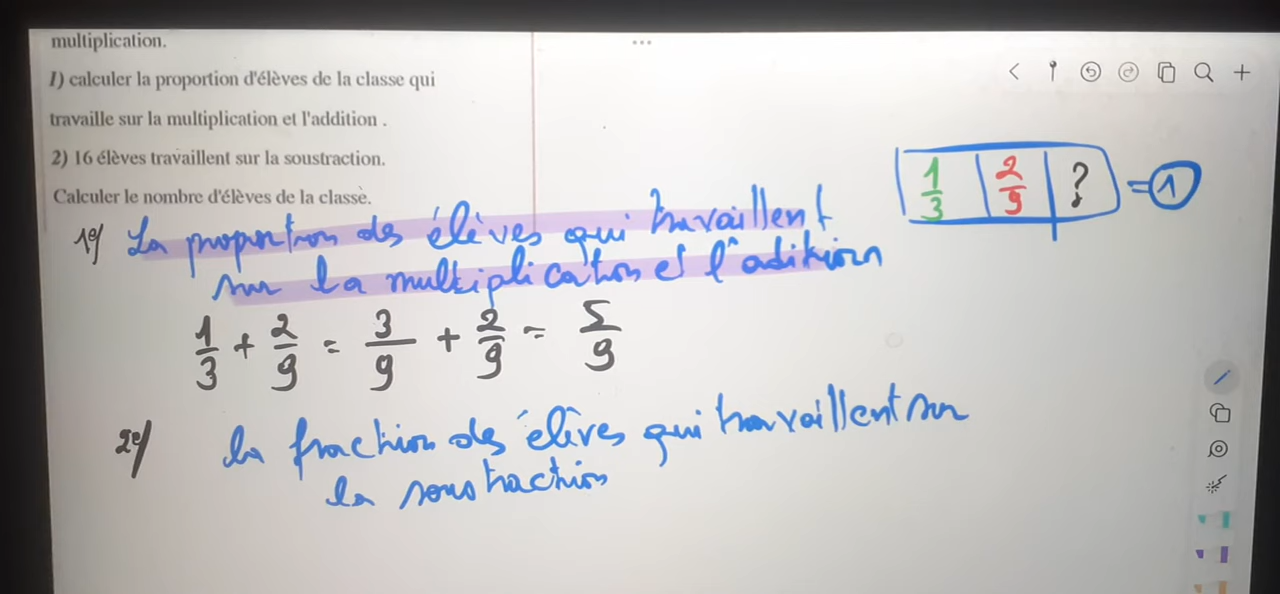 multiplication.
1) calculer la proportion d'élèves de la classe qui
travaille sur la multiplication et l'addition .
2) 16 élèves travaillent sur la soustraction.
Calculer le nombre d'élèves de la classe.
1/3 | 2/9 | ? = 1
1e/ La proportion des élèves qui travaillent
sur la multiplication et l'adition
1/3 + 2/9 = 3/9 + 2/9 = 5/9
2e/ la fraction des élèves qui travaillent sur
la soustraction